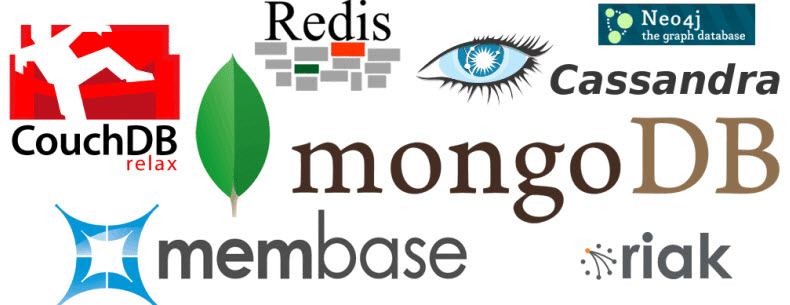 Redis
Neo4j
the graph database
Cassandra
CouchDB
relax
mongoDB
membase
riak